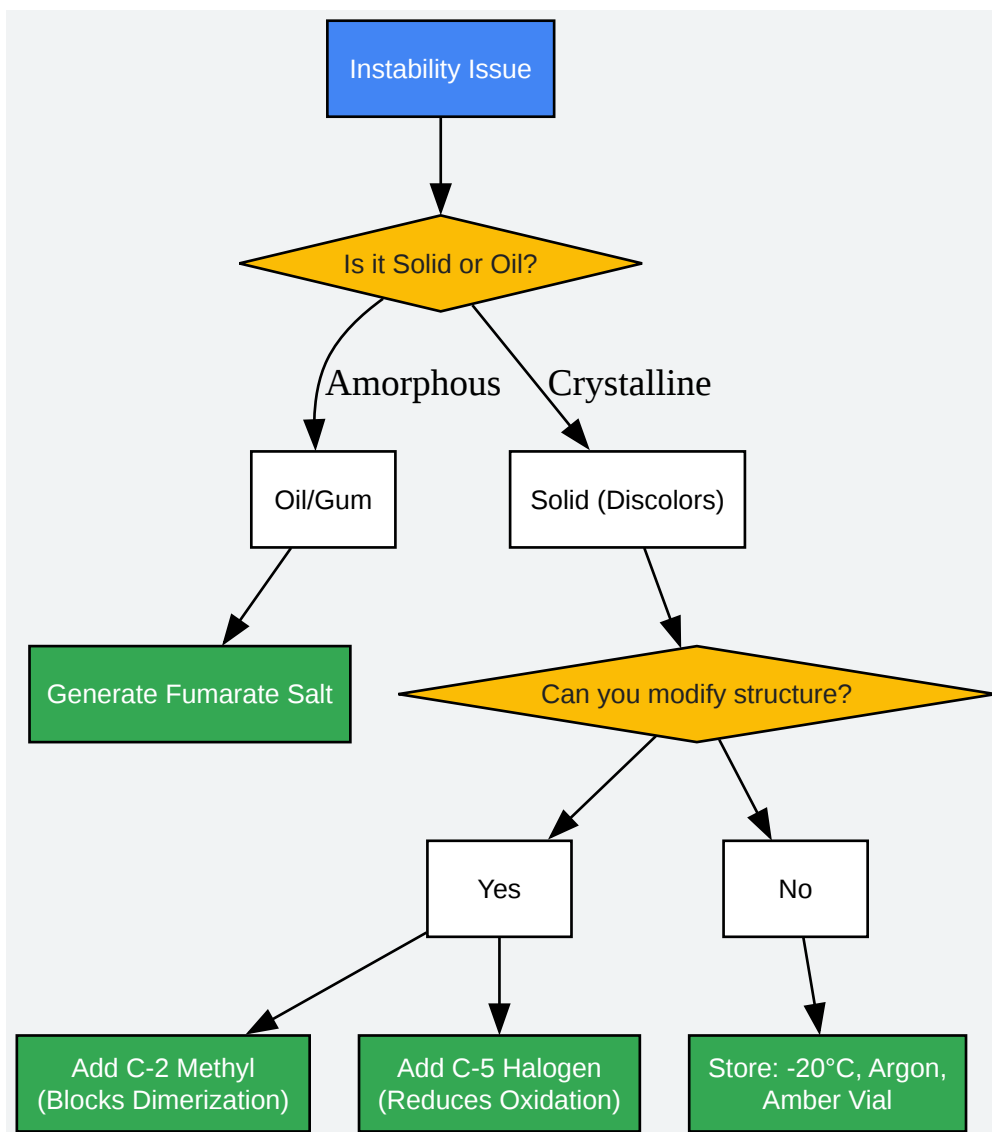 Instability Issue
Is it Solid or Oil?
Amorphous
Crystalline
Oil/Gum
Solid (Discolors)
Generate Fumarate Salt
Can you modify structure?
Yes
No
Add C-2 Methyl
(Blocks Dimerization)
Add C-5 Halogen
(Reduces Oxidation)
Store: -20°C, Argon,
Amber Vial